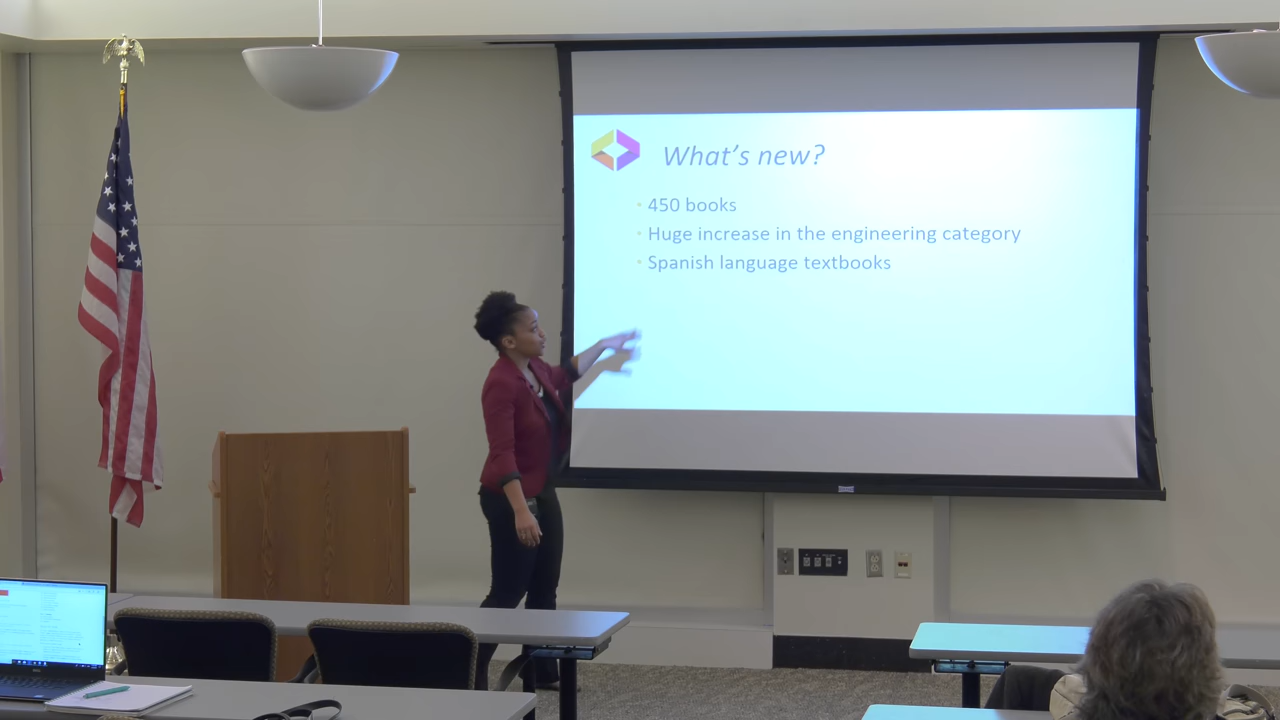 What's new?
450 books
Huge increase in the engineering category
Spanish language textbooks